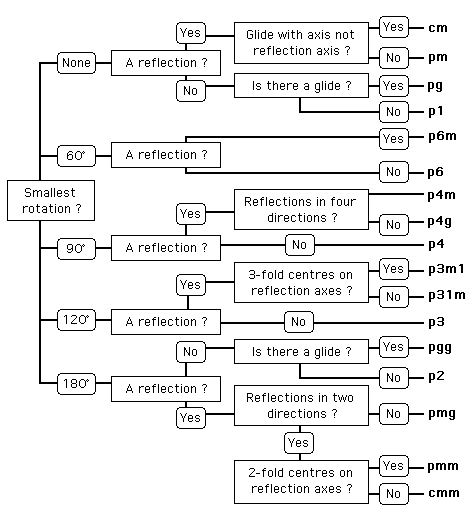 Yes
Glide with axis not
reflection axis ?
Yes
cm
No
pm
None
A reflection ?
No
Is there a glide ?
Yes
pg
No
p1
60°
A reflection ?
Yes
p6m
No
p6
Smallest
rotation ?
Yes
Reflections in four
directions ?
p4m
No
p4g
90°
A reflection ?
No
p4
Yes
3-fold centres on
reflection axes ?
Yes
p3m1
No
p31m
120°
A reflection ?
No
p3
No
Is there a glide ?
Yes
pgg
No
p2
180°
A reflection ?
Yes
Reflections in two
directions ?
No
pmg
Yes
2-fold centres on
reflection axes ?
Yes
pmm
No
cmm